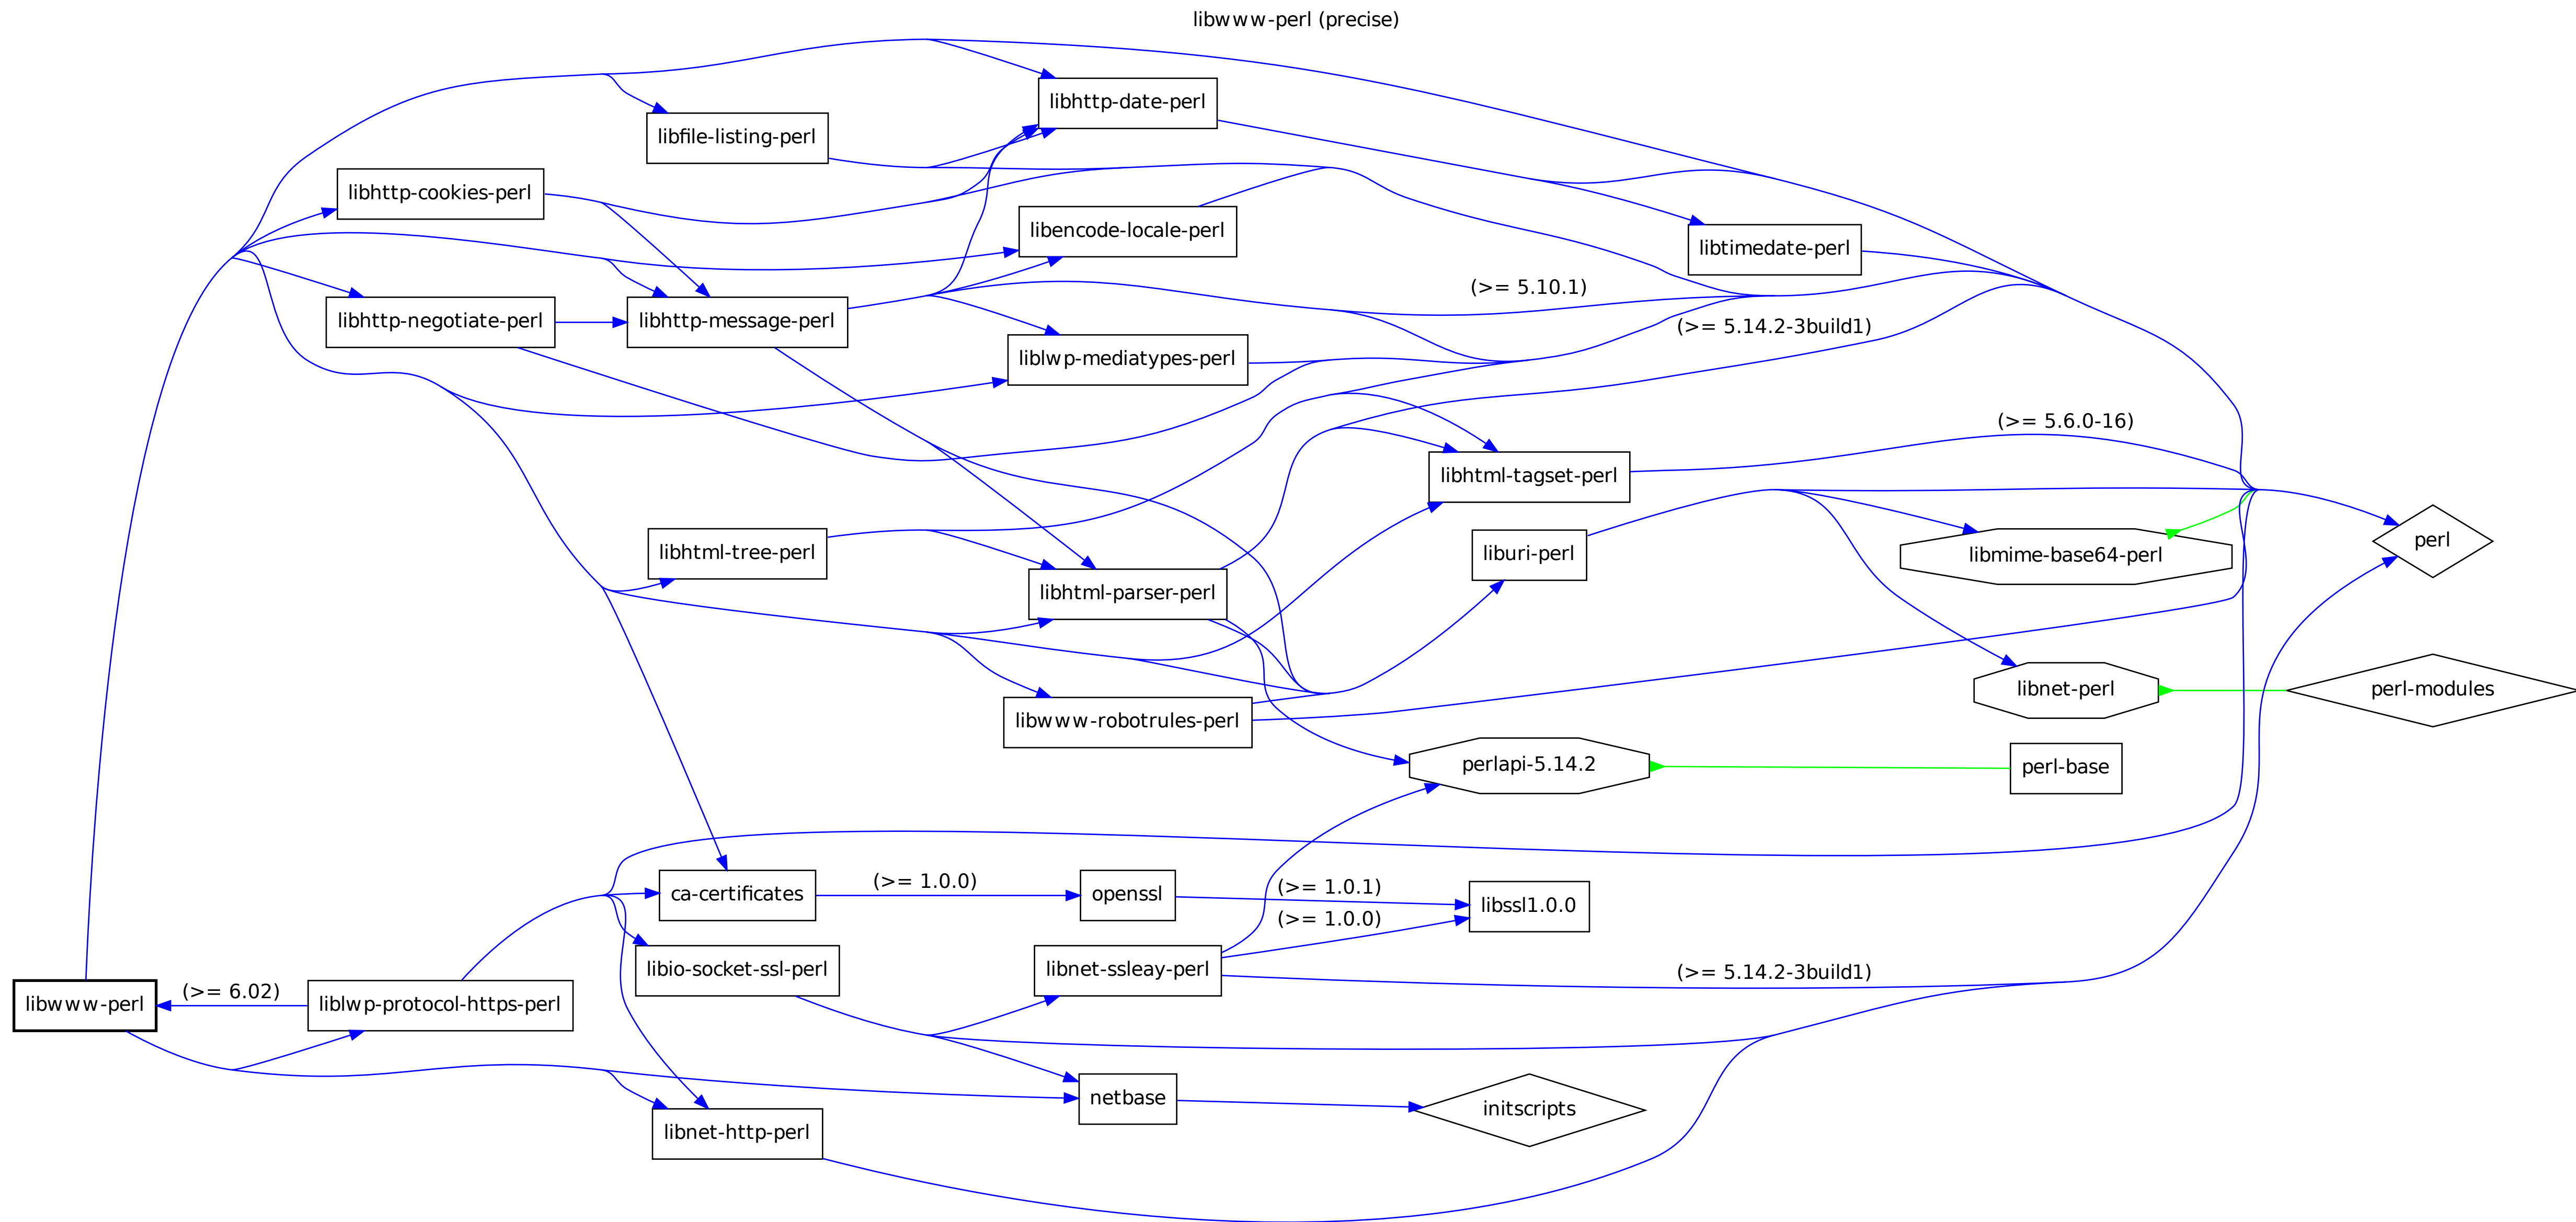 libwww-perl (precise)
libhttp-date-perl
libfile-listing-perl
libhttp-cookies-perl
libencode-locale-perl
libtimedate-perl
(>= 5.10.1)
libhttp-negotiate-perl
libhttp-message-perl
(>= 5.14.2-3build1)
liblwp-mediatypes-perl
(>= 5.6.0-16)
libhtml-tagset-perl
perl
libhtml-tree-perl
liburi-perl
libmime-base64-perl
libhtml-parser-perl
libnet-perl
perl-modules
libwww-robotrules-perl
perlapi-5.14.2
perl-base
ca-certificates
(>= 1.0.0)
openssl
(>= 1.0.1)
libssl1.0.0
(>= 1.0.0)
libio-socket-ssl-perl
libnet-ssleay-perl
(>= 5.14.2-3build1)
libwww-perl
(>= 6.02)
liblwp-protocol-https-perl
netbase
initscripts
libnet-http-perl